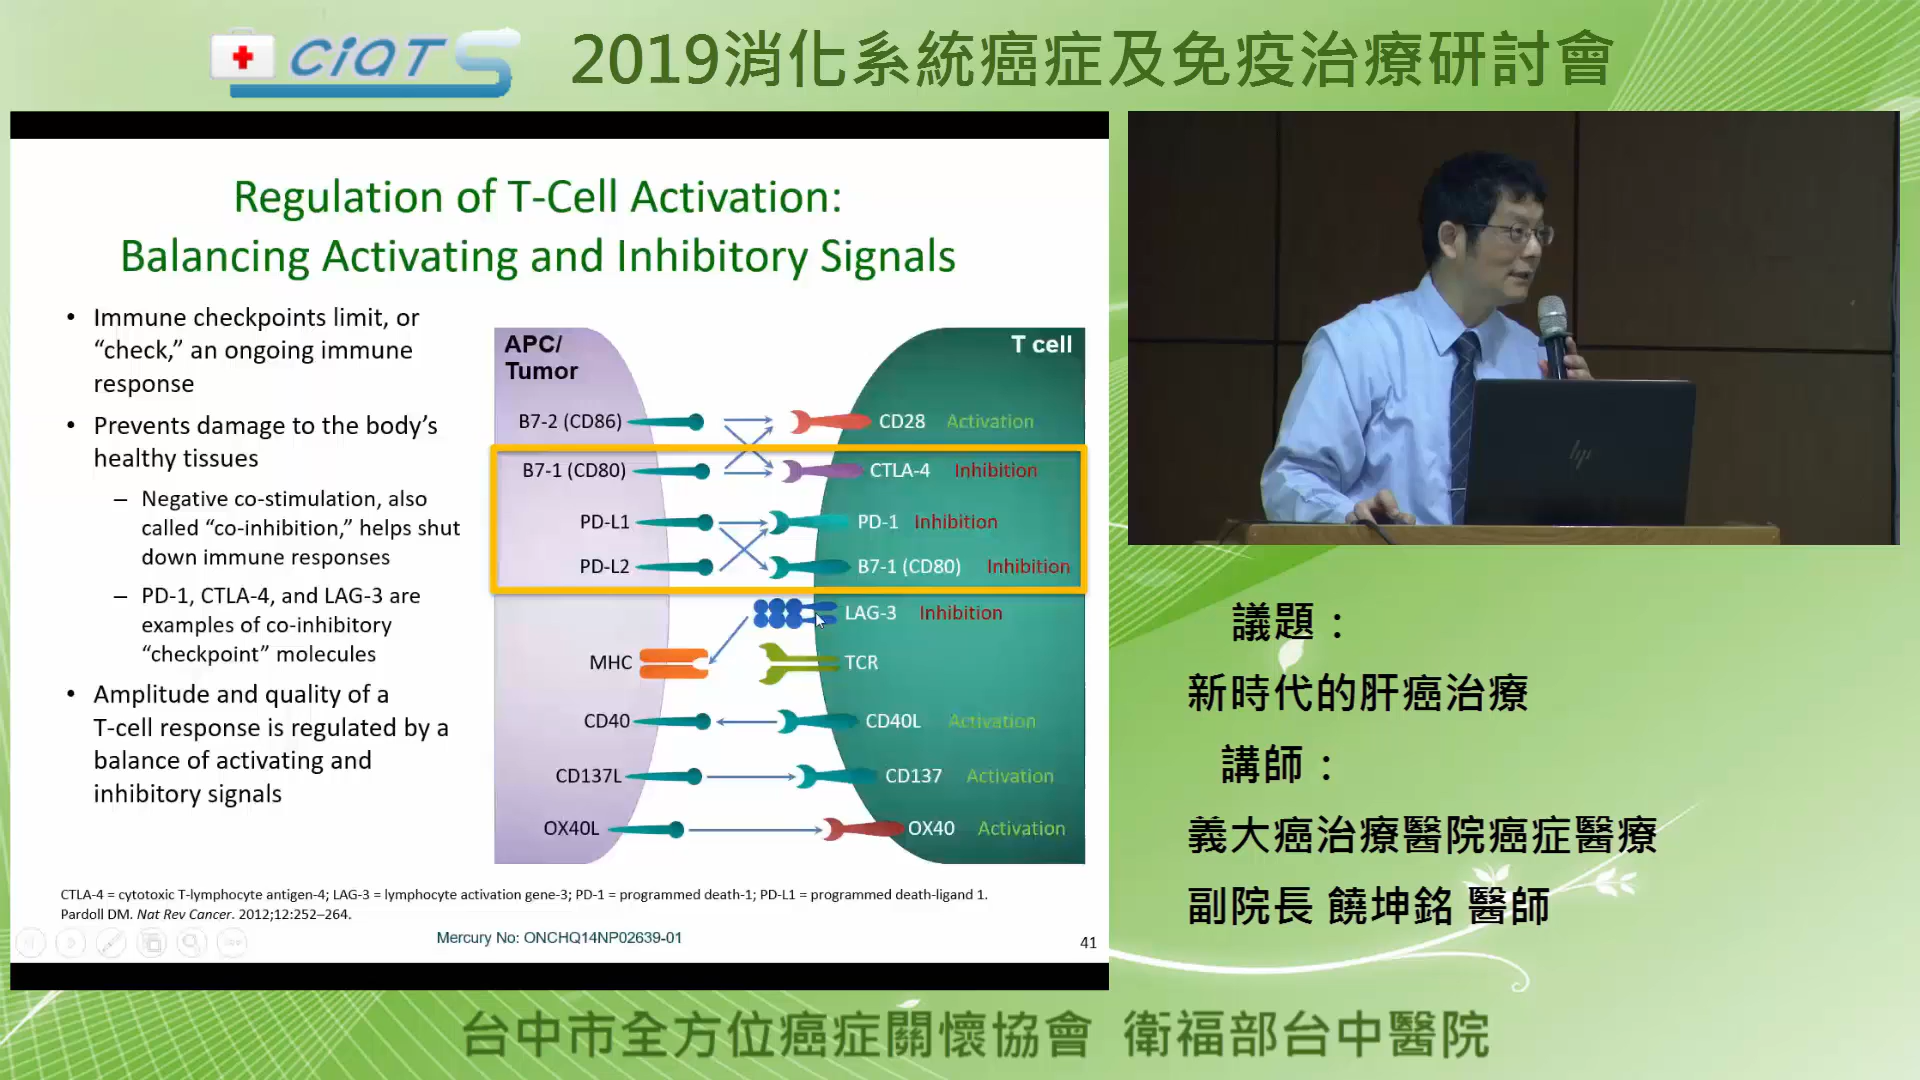 CiATS
2019消化系統癌症及免疫治療研討會
Regulation of T-Cell Activation:
Balancing Activating and Inhibitory Signals
• Immune checkpoints limit, or
“check,” an ongoing immune
response
• Prevents damage to the body’s
healthy tissues
– Negative co-stimulation, also
called “co-inhibition,” helps shut
down immune responses
– PD-1, CTLA-4, and LAG-3 are
examples of co-inhibitory
“checkpoint” molecules
• Amplitude and quality of a
T-cell response is regulated by a
balance of activating and
inhibitory signals
APC/
Tumor
T cell
B7-2 (CD86) CD28 Activation
B7-1 (CD80) CTLA-4 Inhibition
PD-L1 PD-1 Inhibition
PD-L2 B7-1 (CD80) Inhibition
LAG-3 Inhibition
MHC TCR
CD40 CD40L Activation
CD137L CD137 Activation
OX40L OX40 Activation
CTLA-4 = cytotoxic T-lymphocyte antigen-4; LAG-3 = lymphocyte activation gene-3; PD-1 = programmed death-1; PD-L1 = programmed death-ligand 1.
Pardoll DM. Nat Rev Cancer. 2012;12:252–264.
Mercury No: ONCHQ14NP02639-01
41
hp
議題：
新時代的肝癌治療
講師：
義大癌治療醫院癌症醫療
副院長 饒坤銘 醫師
台中市全方位癌症關懷協會 衛福部台中醫院